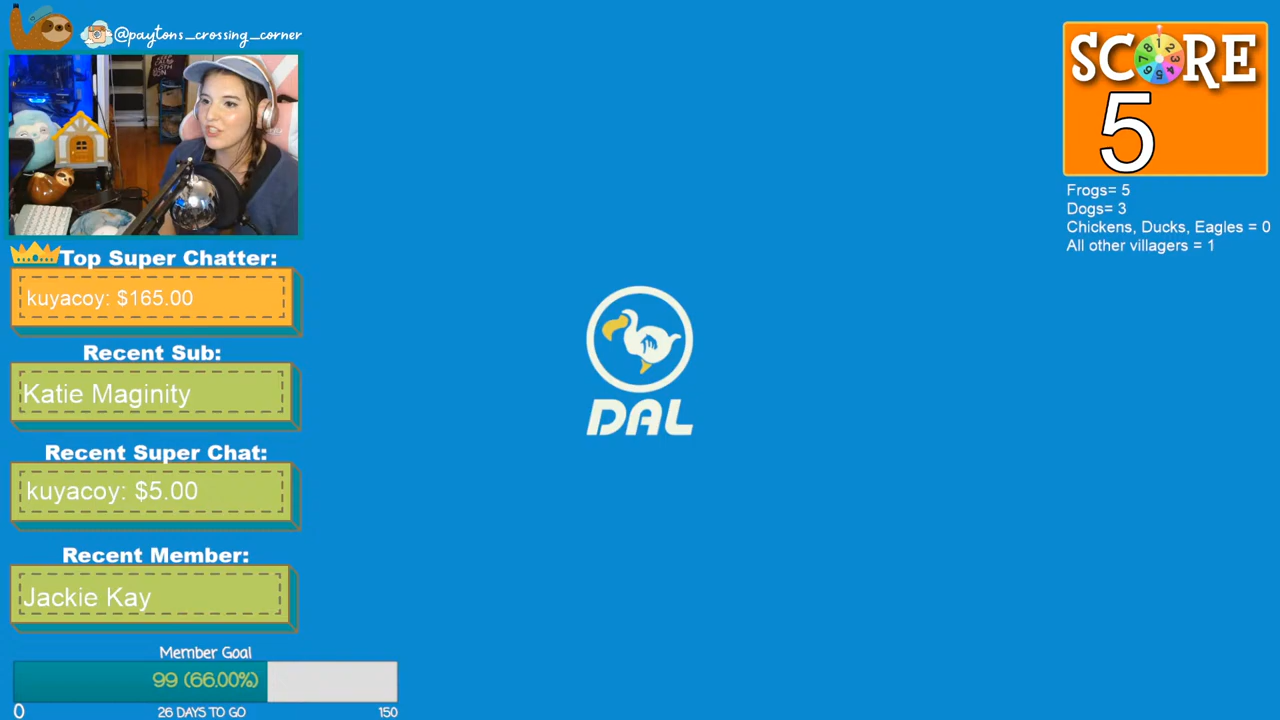 @paytons_crossing_corner
Top Super Chatter:
kuyacoy: $165.00
Recent Sub:
Katie Maginity
Recent Super Chat:
kuyacoy: $5.00
Recent Member:
Jackie Kay
Member Goal
99 (66.00%)
0
26 DAYS TO GO
150
DAL
SCORE
5
Frogs= 5
Dogs= 3
Chickens, Ducks, Eagles = 0
All other villagers = 1